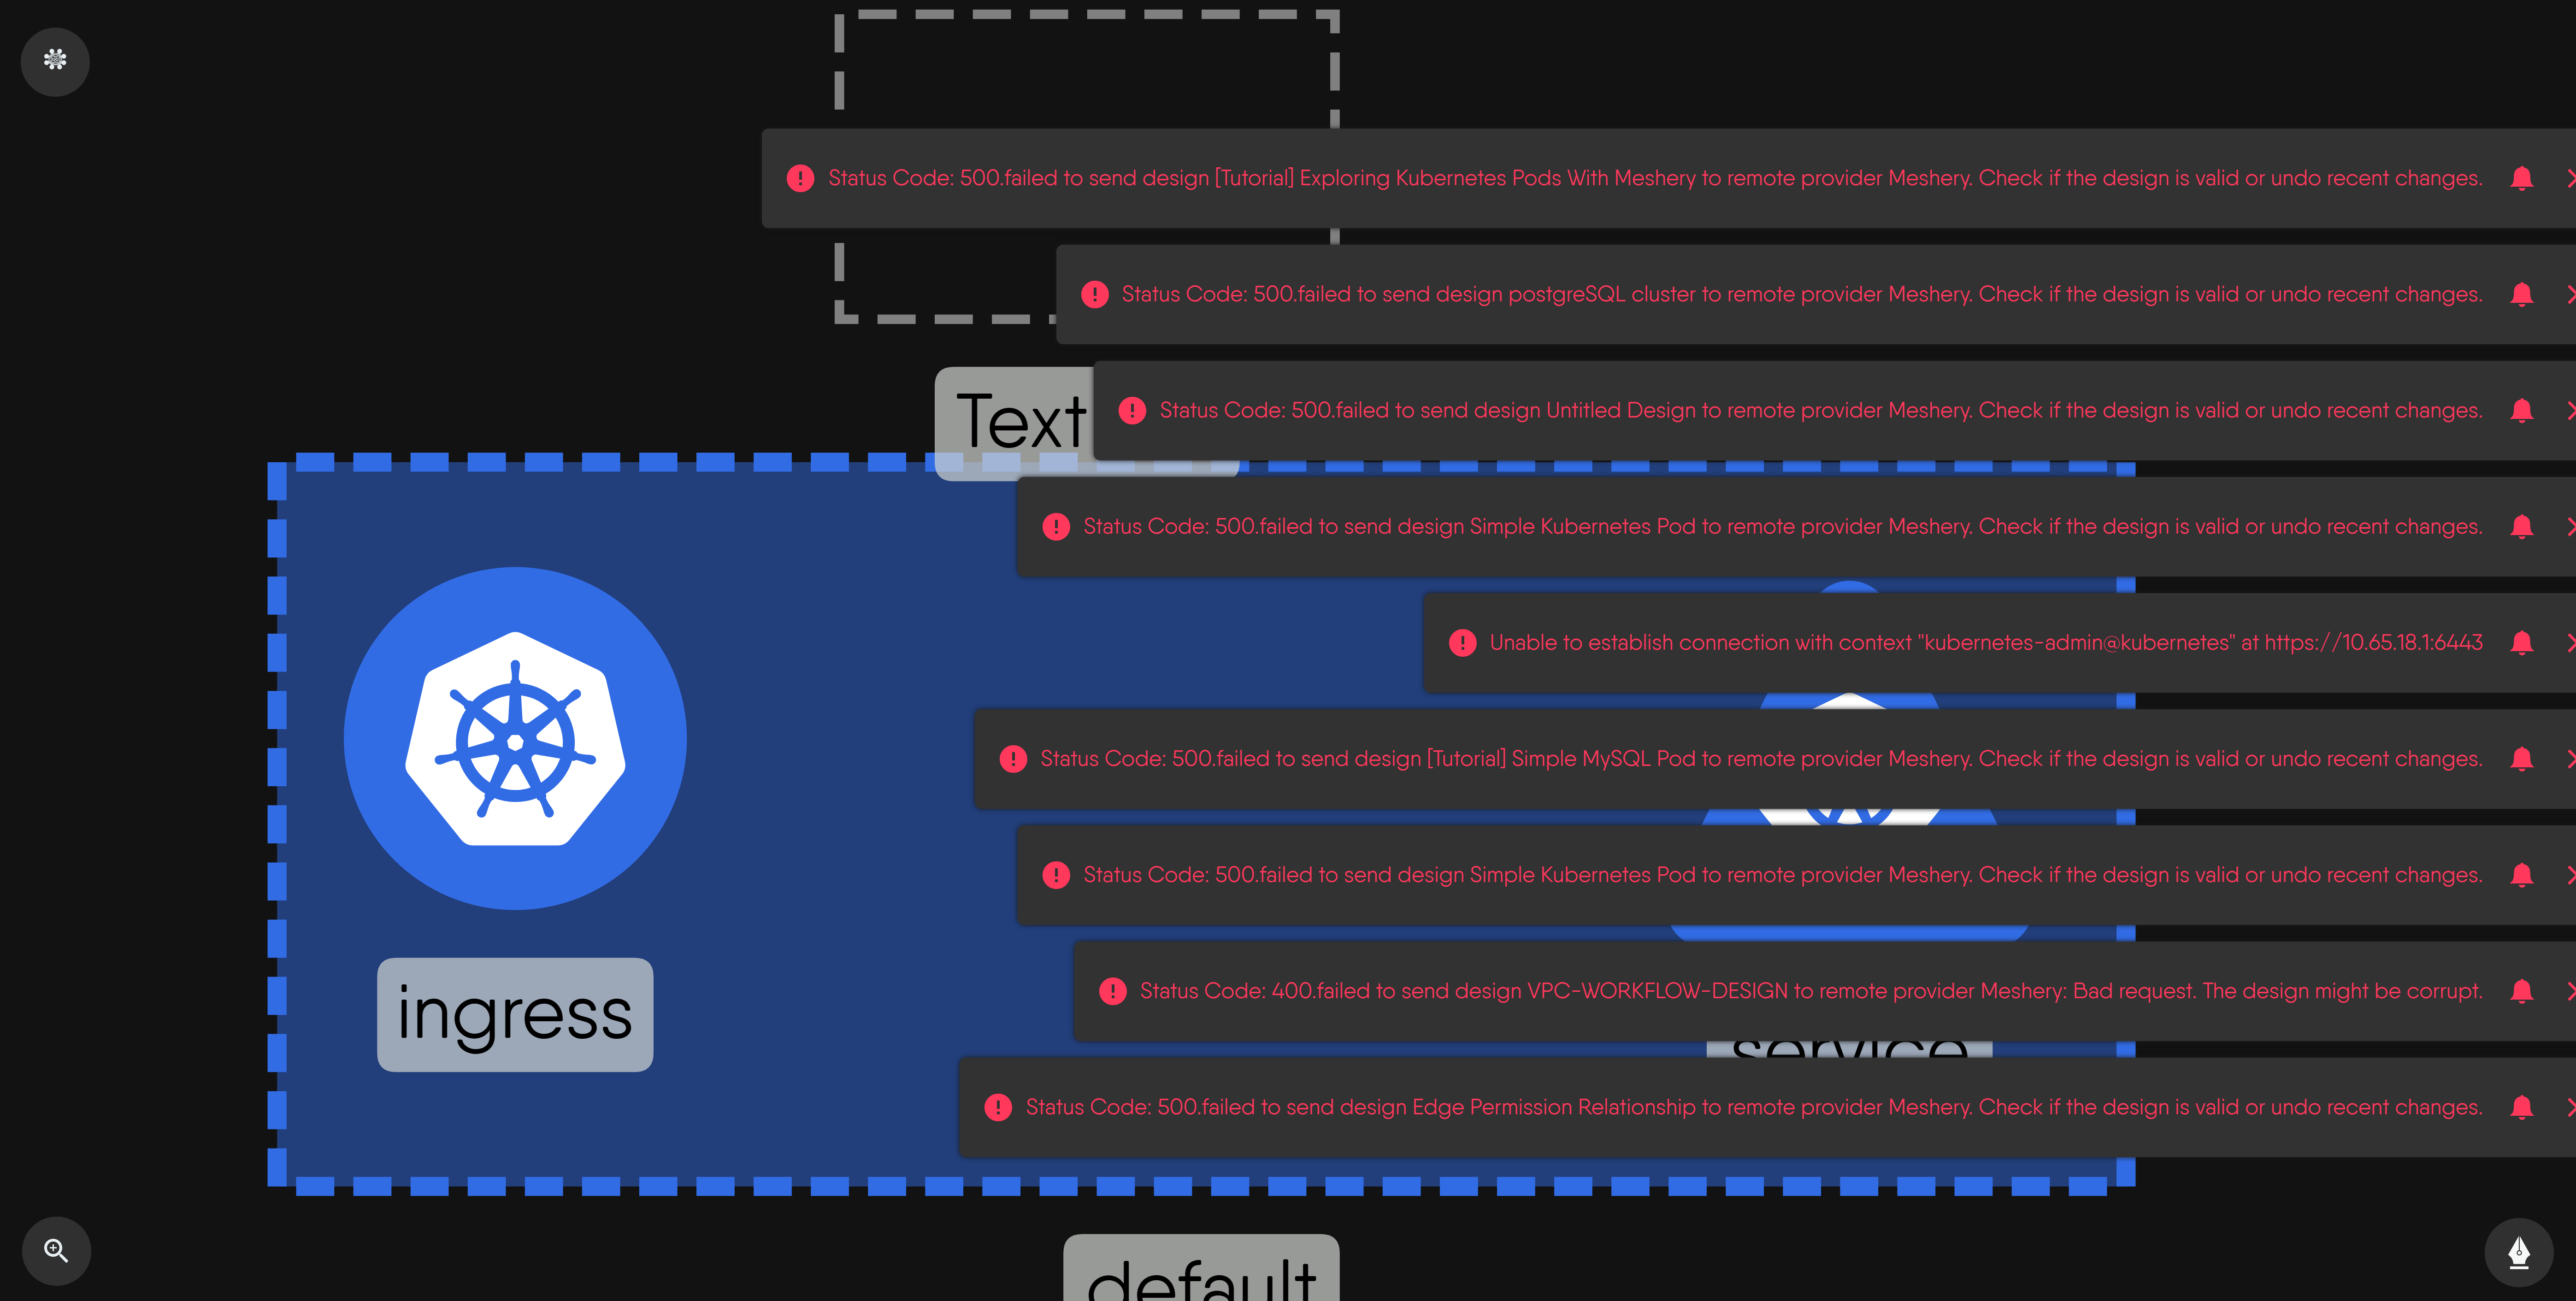 Status Code: 500.failed to send design [Tutorial] Exploring Kubernetes Pods With Meshery to remote provider Meshery. Check if the design is valid or undo recent changes.
Status Code: 500.failed to send design postgreSQL cluster to remote provider Meshery. Check if the design is valid or undo recent changes.
Text
Status Code: 500.failed to send design Untitled Design to remote provider Meshery. Check if the design is valid or undo recent changes.
Status Code: 500.failed to send design Simple Kubernetes Pod to remote provider Meshery. Check if the design is valid or undo recent changes.
Unable to establish connection with context "kubernetes-admin@kubernetes" at https://10.65.18.1:6443
Status Code: 500.failed to send design [Tutorial] Simple MySQL Pod to remote provider Meshery. Check if the design is valid or undo recent changes.
Status Code: 500.failed to send design Simple Kubernetes Pod to remote provider Meshery. Check if the design is valid or undo recent changes.
Status Code: 400.failed to send design VPC-WORKFLOW-DESIGN to remote provider Meshery: Bad request. The design might be corrupt.
ingress
service
Status Code: 500.failed to send design Edge Permission Relationship to remote provider Meshery. Check if the design is valid or undo recent changes.
default